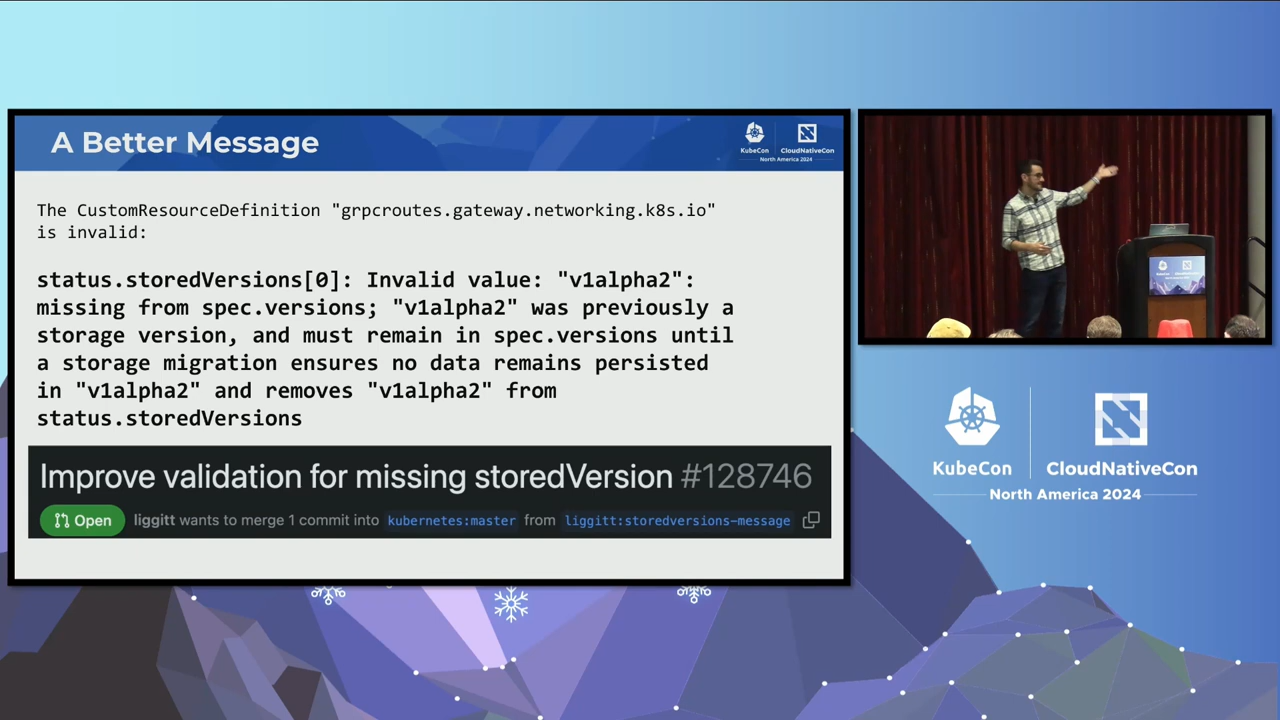 A Better Message
KubeCon
CloudNativeCon
North America 2024
The CustomResourceDefinition "grpcroutes.gateway.networking.k8s.io"
is invalid:
status.storedVersions[0]: Invalid value: "v1alpha2":
missing from spec.versions; "v1alpha2" was previously a
storage version, and must remain in spec.versions until
a storage migration ensures no data remains persisted
in "v1alpha2" and removes "v1alpha2" from
status.storedVersions
Improve validation for missing storedVersion #128746
Open liggitt wants to merge 1 commit into kubernetes:master from liggitt:storedversions-message
KubeCon
CloudNativeCon
North America 2024